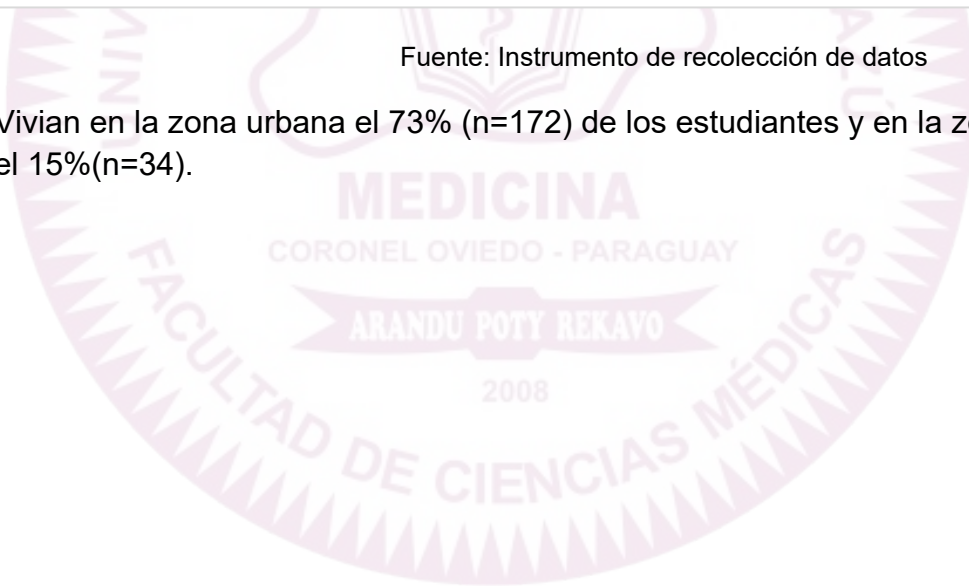 Fuente: Instrumento de recolección de datos
Vivian en la zona urbana el 73% (n=172) de los estudiantes y en la
el 15%(n=34).
MEDICINA
CORONEL OVIEDO - PARAGUAY
ARANDU POTY REKAVO
2008
FACULTAD DE CIENCIAS MÉDICAS